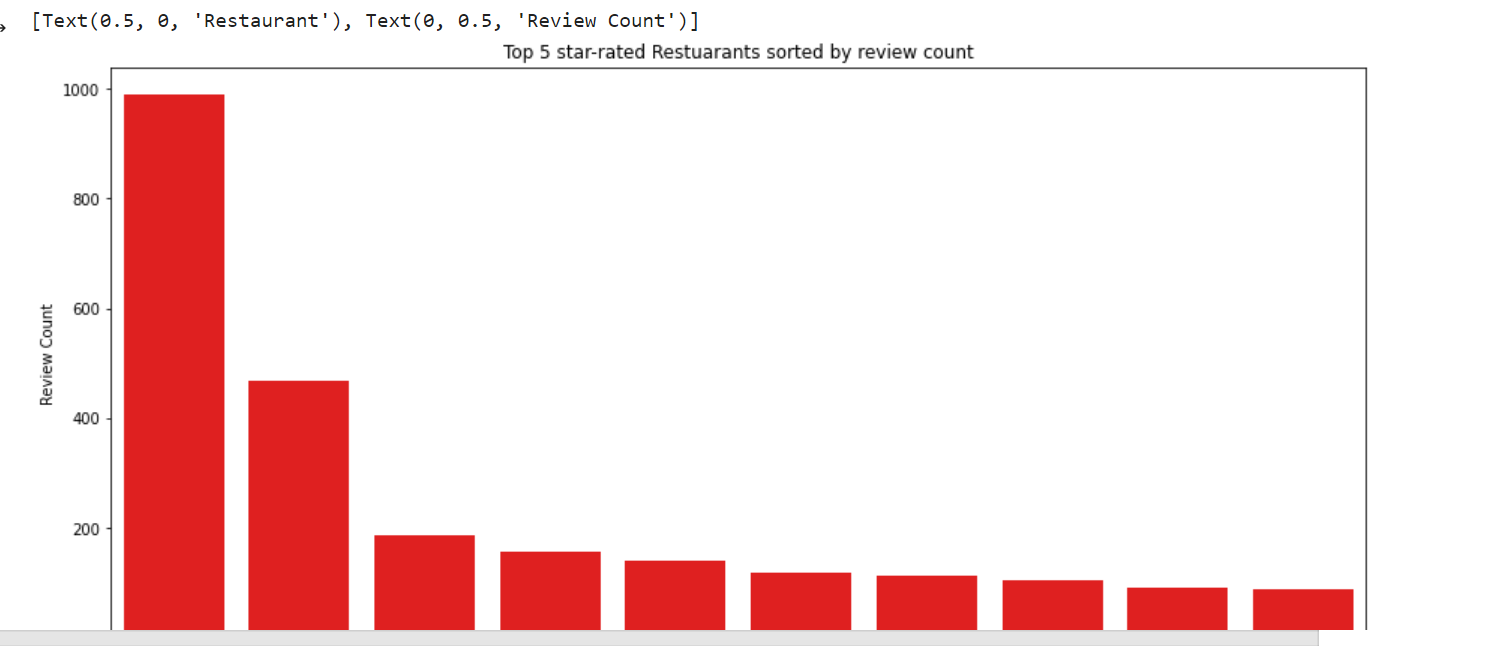 [Text(0.5, 0, 'Restaurant'), Text(0, 0.5, 'Review Count')]
Top 5 star-rated Restuarants sorted by review count
1000
800
600
Review Count
400
200